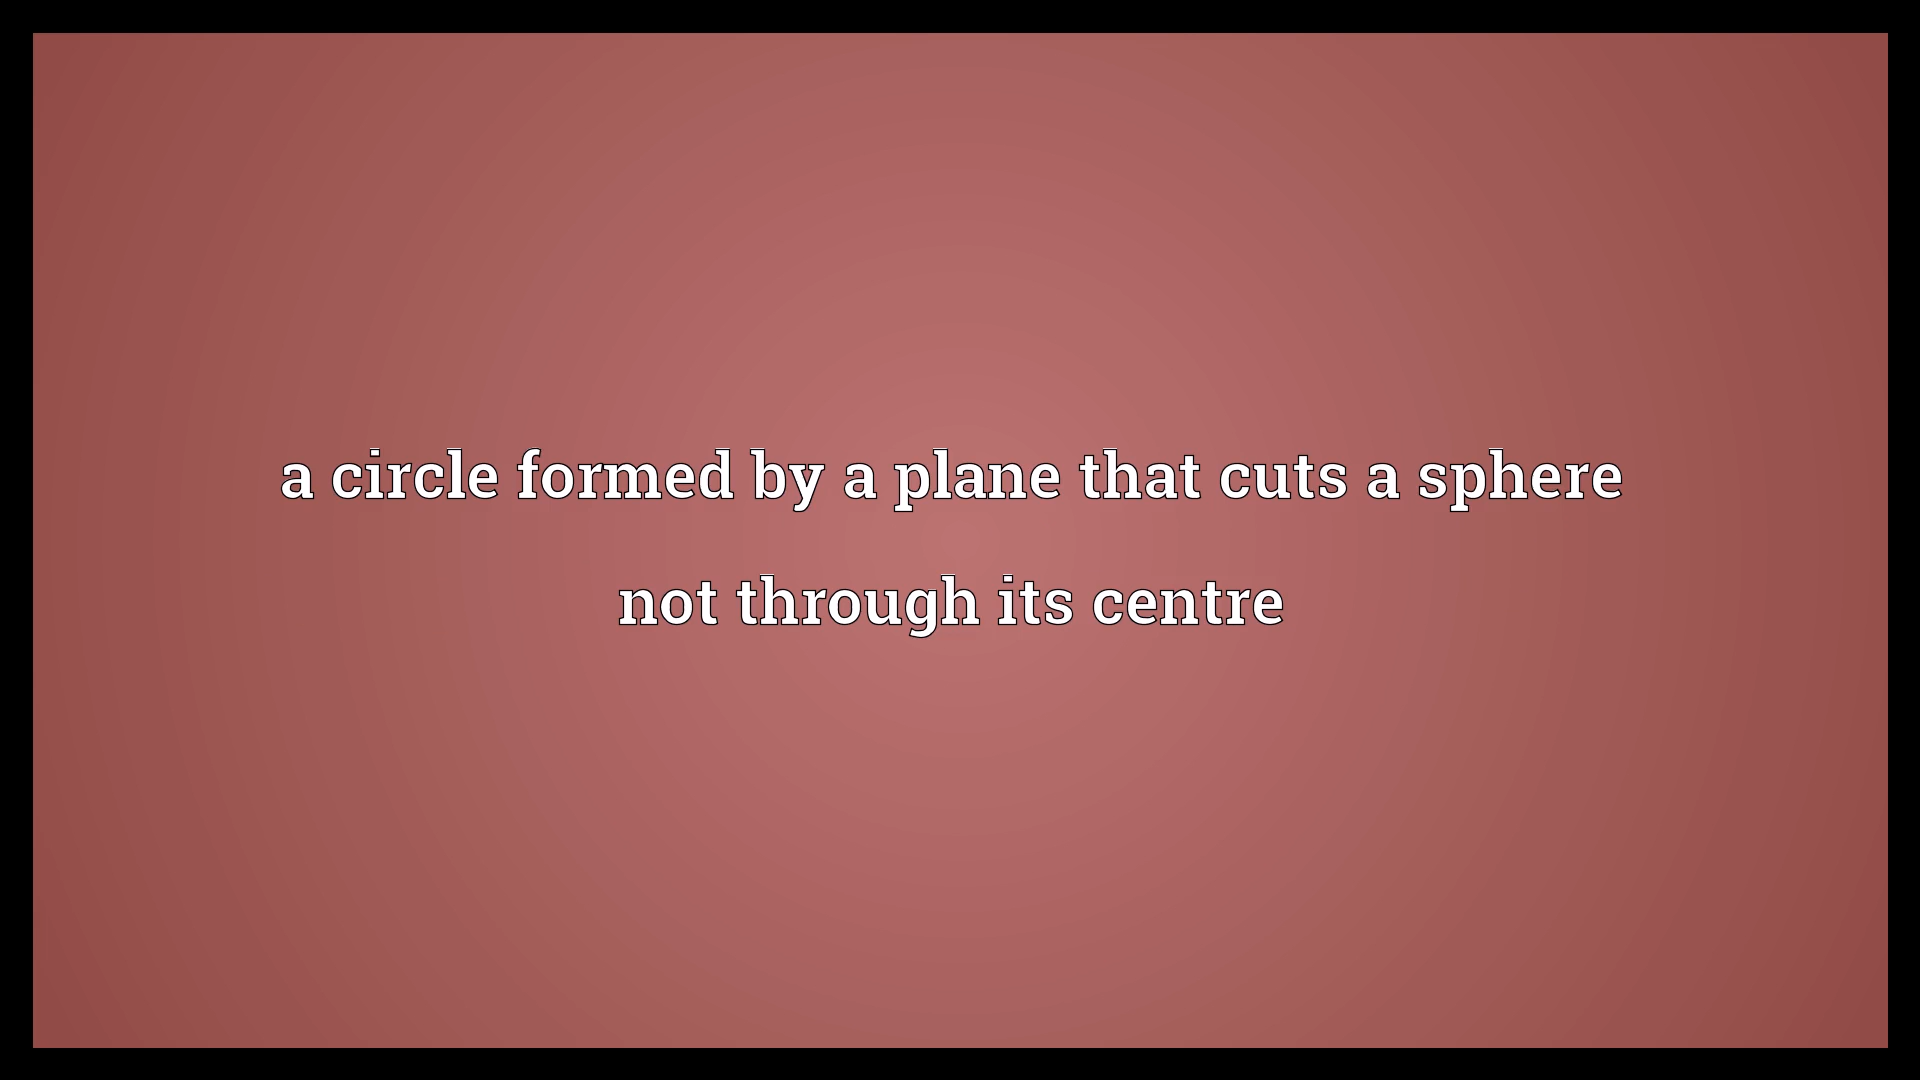 a circle formed by a plane that cuts a sphere
not through its centre